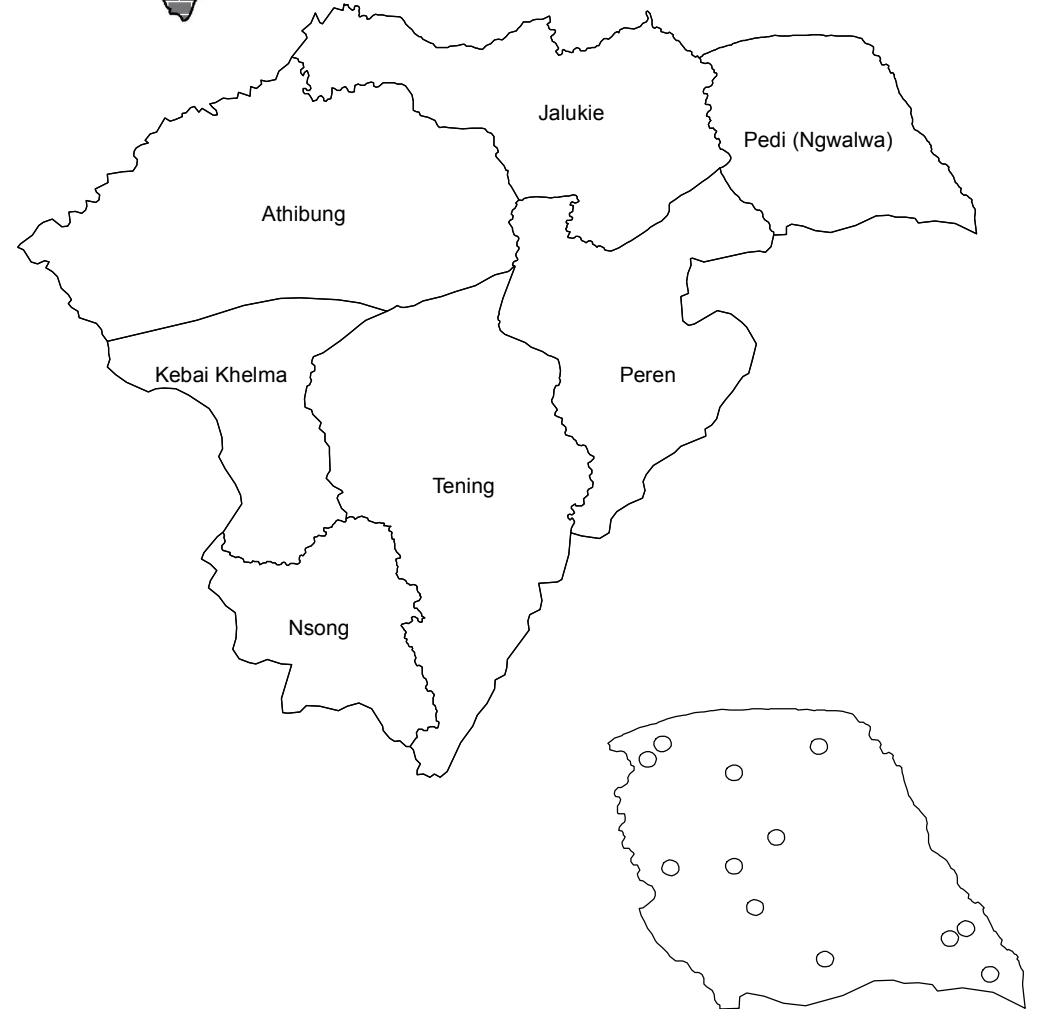 Jalukie
Pedi (Ngwalwa)
Athibung
Kebai Khelma
Peren
Tening
Nsong